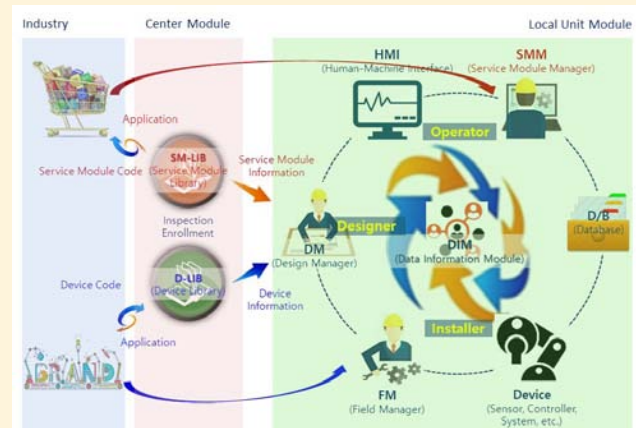 Industry
Center Module
Local Unit Module
HMI
(Human-Machine Interface)
SMM
(Service Module Manager)
Application
Operator
Service Module Code
SM-LIB
(Service Module
Library)
Service Module
Information
Inspection
Enrollment
Designer
DM
(Design Manager)
DIM
(Data Information Module)
D/B
(Database)
Device Code
D-LIB
(Device Library)
Device
Information
Application
Installer
BRAND
FM
(Field Manager)
Device
(Sensor, Controller,
System, etc.)